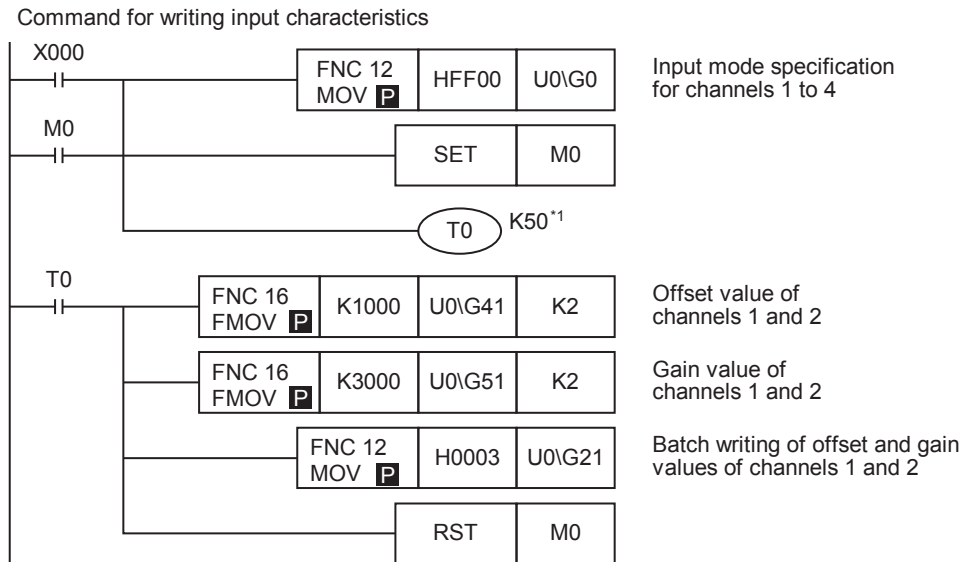 Command for writing input characteristics
X000
FNC 12
MOV P
HFF00
U0\G0
Input mode specification
for channels 1 to 4
M0
SET
M0
T0
K50*1
T0
FNC 16
FMOV P
K1000
U0\G41
K2
Offset value of
channels 1 and 2
FNC 16
FMOV P
K3000
U0\G51
K2
Gain value of
channels 1 and 2
FNC 12
MOV P
H0003
U0\G21
Batch writing of offset and gain
values of channels 1 and 2
RST
M0